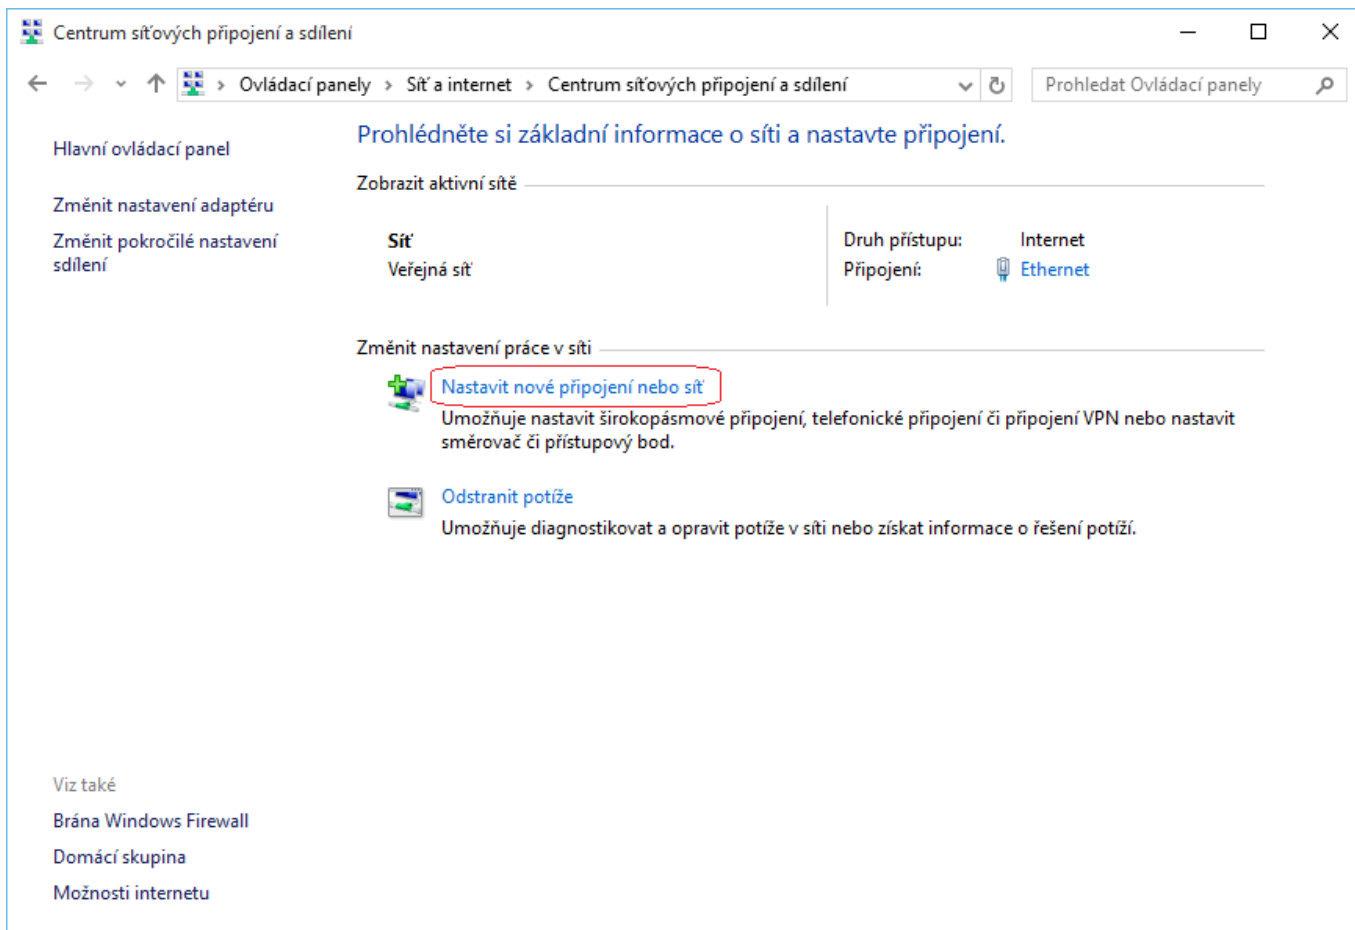 Centrum síťových připojení a sdílení
Ovládací panely > Síť a internet > Centrum síťových připojení a sdílení
Prohledat Ovládací panely
Hlavní ovládací panel
Změnit nastavení adaptéru
Změnit pokročilé nastavení
sdílení
Prohlédněte si základní informace o síti a nastavte připojení.
Zobrazit aktivní sítě
Síť
Veřejná síť
Druh přístupu: Internet
Připojení: Ethernet
Změnit nastavení práce v síti
Nastavit nové připojení nebo síť
Umožňuje nastavit širokopásmové připojení, telefonické připojení či připojení VPN nebo nastavit
směrovač či přístupový bod.
Odstranit potíže
Umožňuje diagnostikovat a opravit potíže v síti nebo získat informace o řešení potíží.
Viz také
Brána Windows Firewall
Domácí skupina
Možnosti internetu